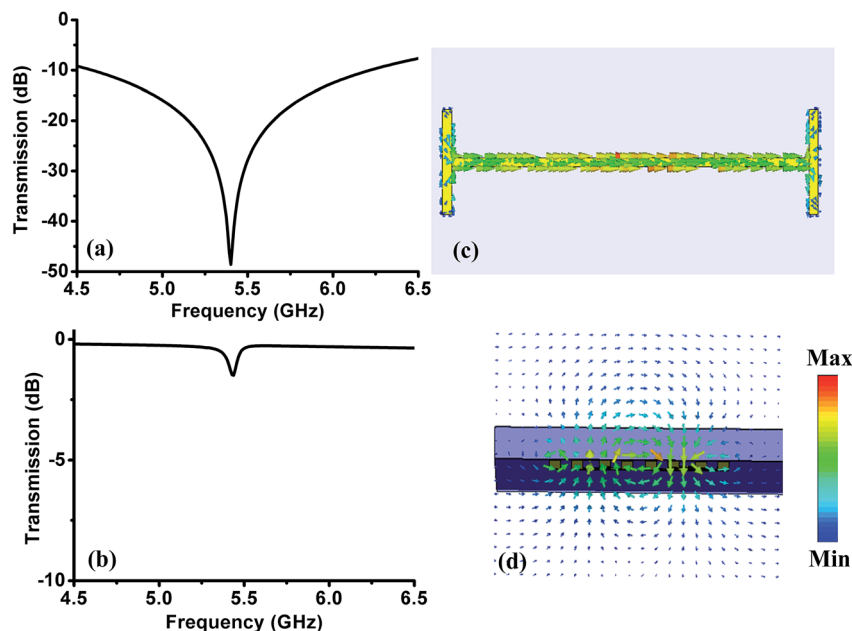 0
-10
-20
-30
-40
-50
Transmission (dB)
(a)
4.5 5.0 5.5 6.0 6.5
Frequency (GHz)
(c)
0
-5
-10
Transmission (dB)
(b)
4.5 5.0 5.5 6.0 6.5
Frequency (GHz)
(d)
Max
Min